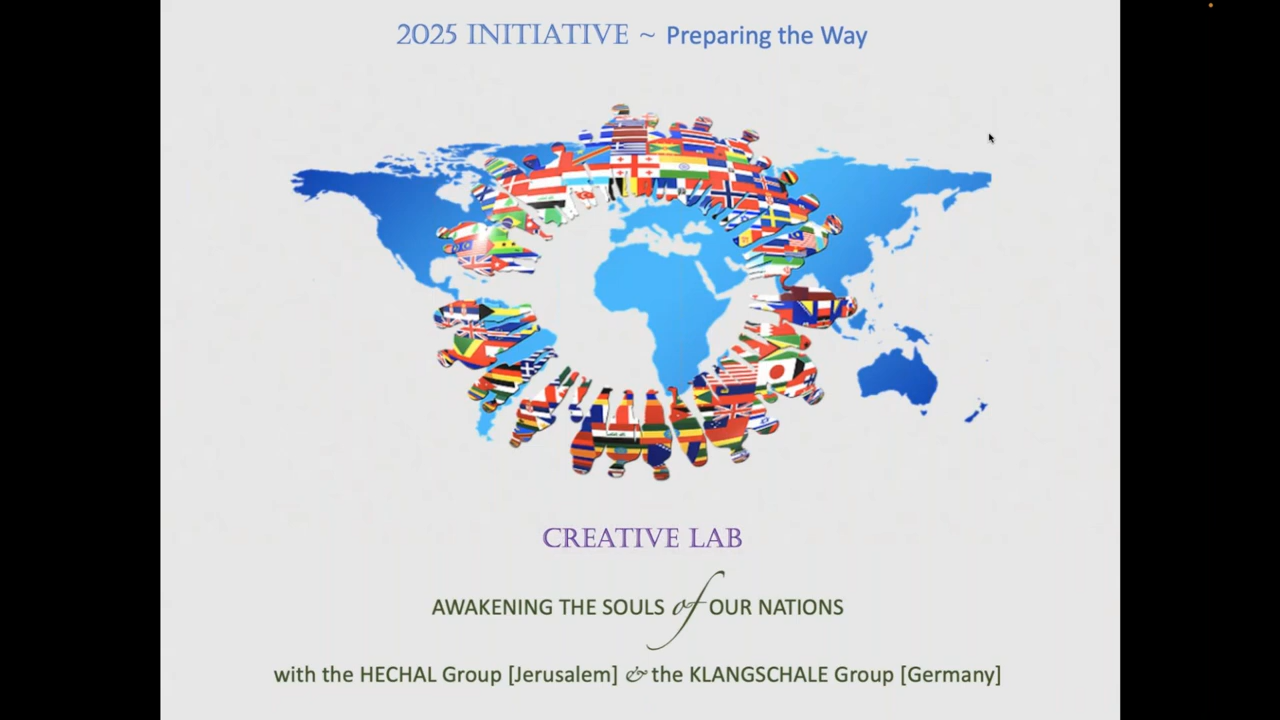 2025 INITIATIVE ~ Preparing the Way
CREATIVE LAB
AWAKENING THE SOULS of OUR NATIONS
with the HECHAL Group [Jerusalem] & the KLANGSCHALE Group [Germany]